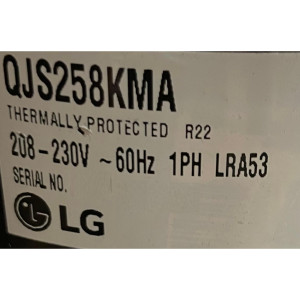 QJS258KMA
THERMALLY PROTECTED R22
208-230V ~60Hz 1PH LRA53
SERIAL NO.
LG